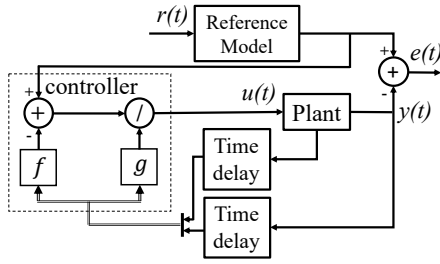 r(t)
Reference
Model
+
-
+
e(t)
controller
+
+
-
/
u(t)
Plant
-
y(t)
f
g
Time
delay
Time
delay